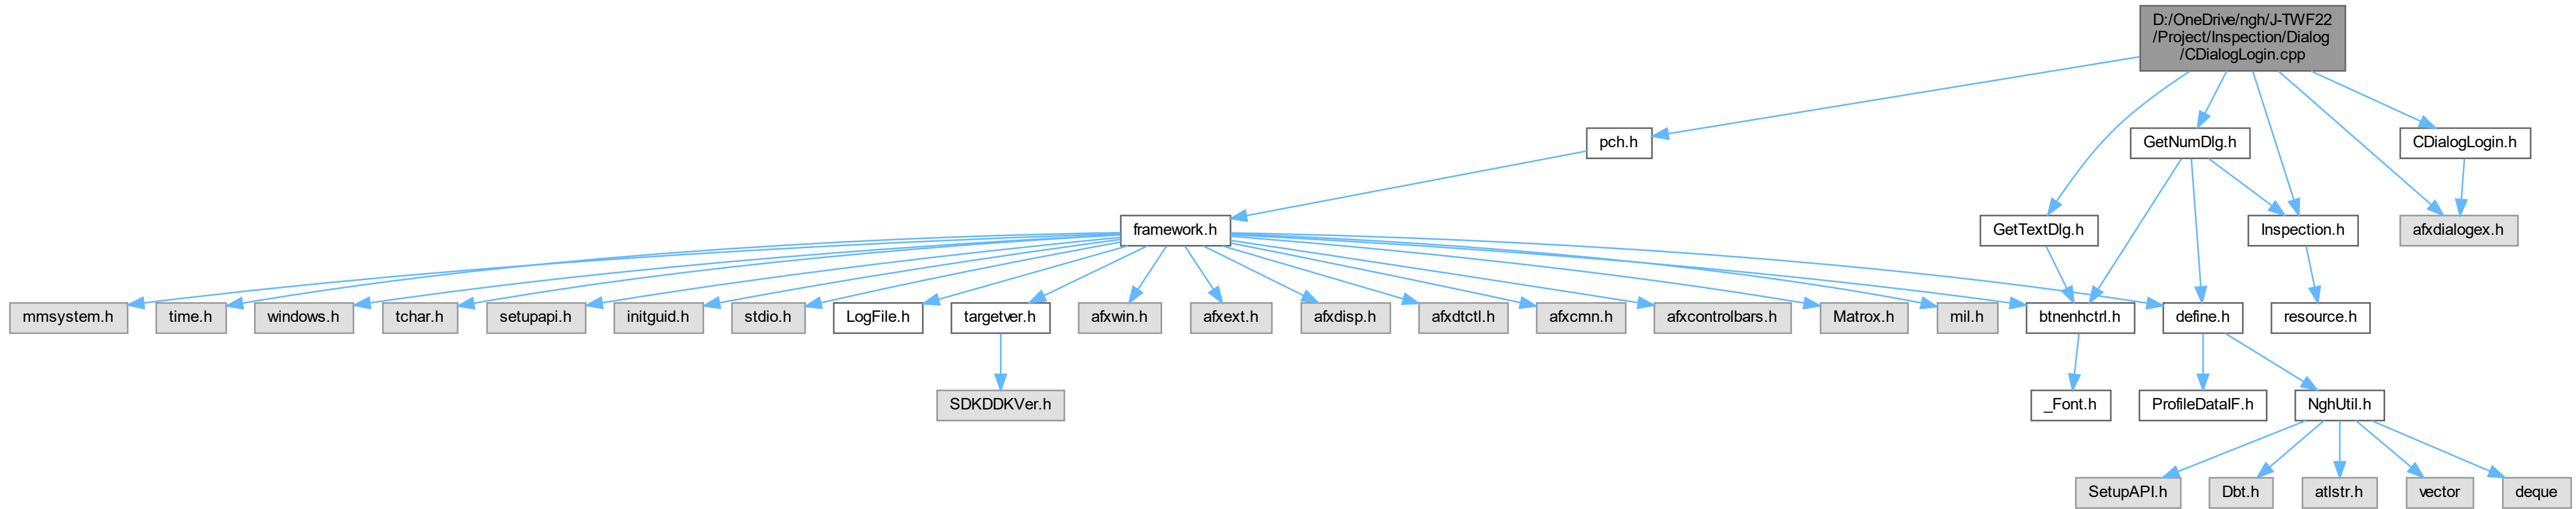 D:/OneDrive/ngh/J-TWF22
/Project/Inspection/Dialog
/CDialogLogin.cpp
pch.h
GetNumDlg.h
CDialogLogin.h
framework.h
GetTextDlg.h
Inspection.h
afxdialogex.h
mmsystem.h
time.h
windows.h
tchar.h
setupapi.h
initguid.h
stdio.h
LogFile.h
targetver.h
afxwin.h
afxext.h
afxdisp.h
afxdtctl.h
afxcmn.h
afxcontrolbars.h
Matrox.h
mil.h
btnenhctrl.h
define.h
resource.h
SDKDDKVer.h
_Font.h
ProfileDataIF.h
NghUtil.h
SetupAPI.h
Dbt.h
atlstr.h
vector
deque